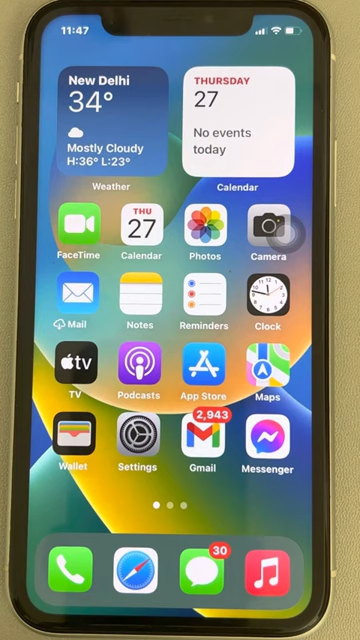 11:47
New Delhi
34°
Mostly Cloudy
H:36° L:23°
Weather
THURSDAY
27
No events
today
Calendar
THU
27
FaceTime
Calendar
Photos
Camera
Mail
Notes
Reminders
Clock
tv
TV
Podcasts
App Store
Maps
2,943
Wallet
Settings
Gmail
Messenger
30